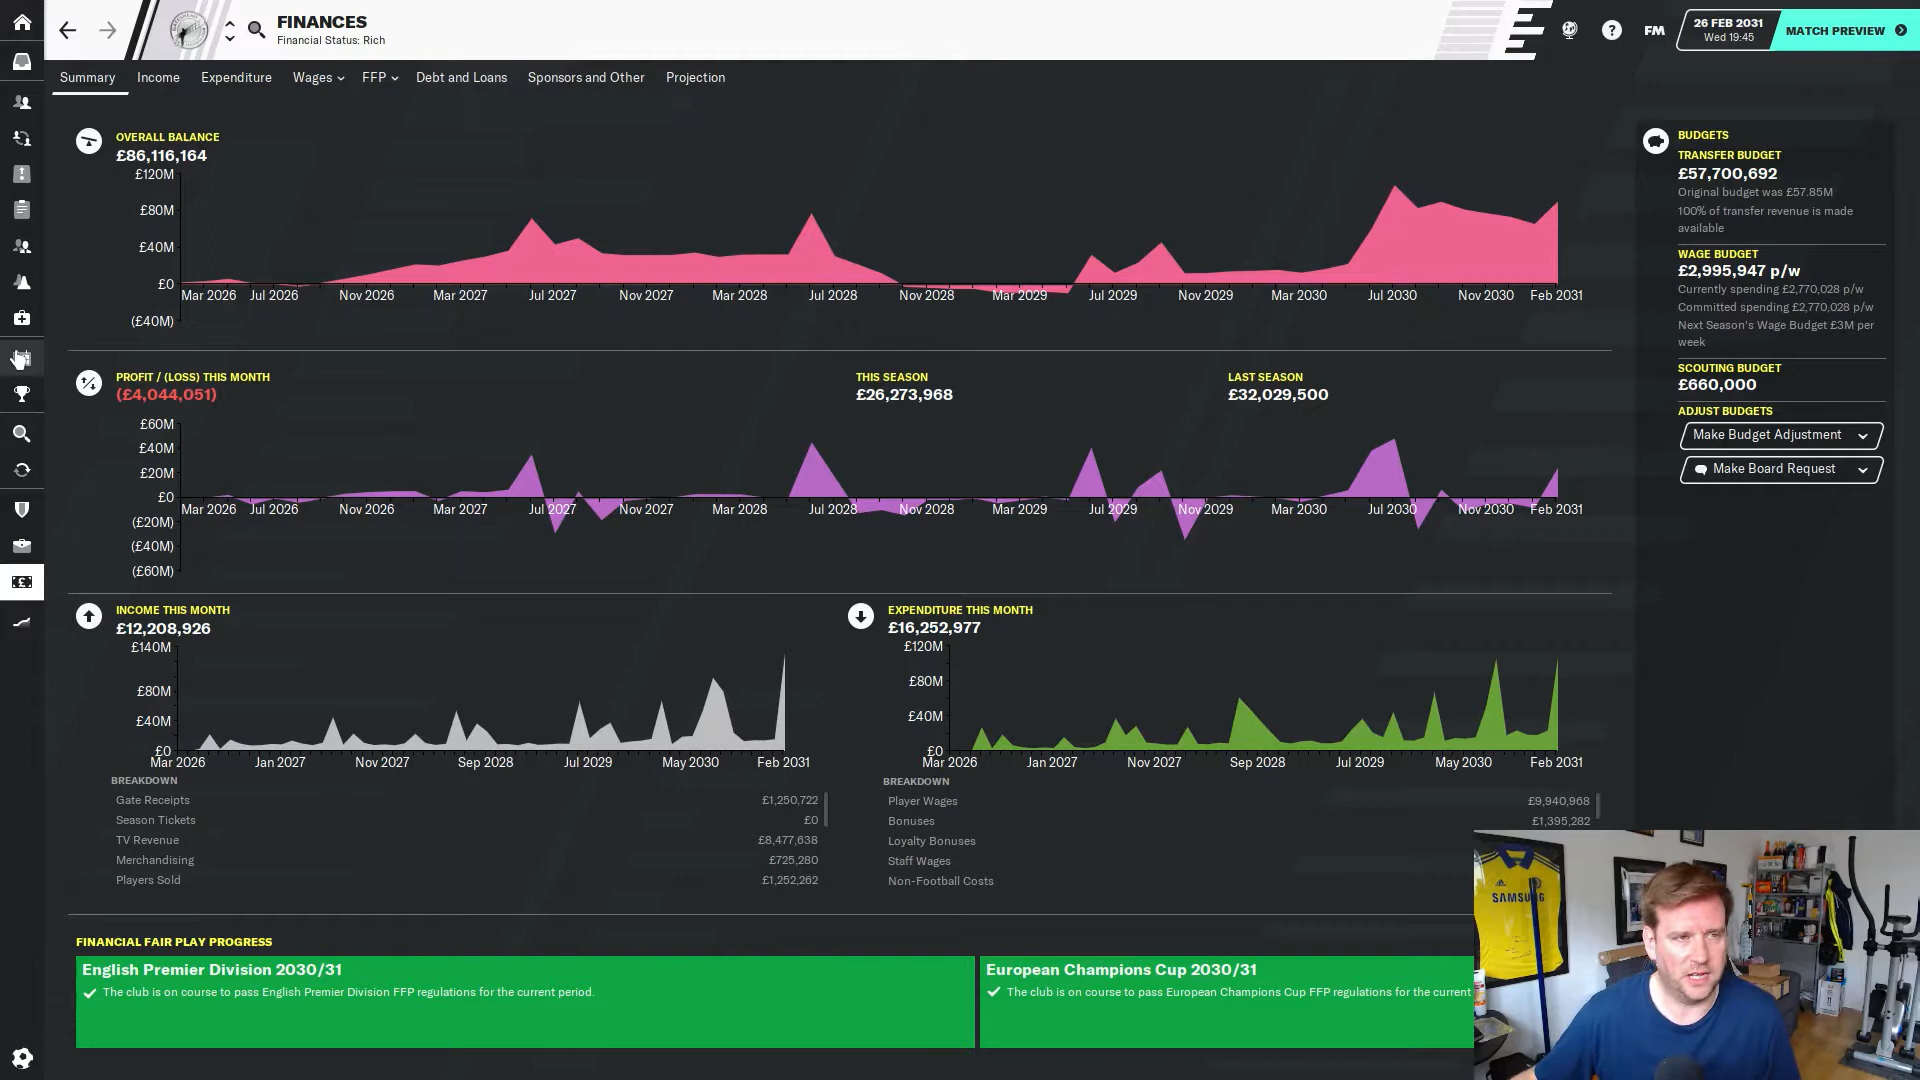 FINANCES
Financial Status: Rich
FM
26 FEB 2031
Wed 19:45
MATCH PREVIEW
Summary
Income
Expenditure
Wages
FFP
Debt and Loans
Sponsors and Other
Projection
OVERALL BALANCE
£86,116,164
£120M
£80M
£40M
£0
(£40M)
Mar 2026 Jul 2026 Nov 2026 Mar 2027 Jul 2027 Nov 2027 Mar 2028 Jul 2028 Nov 2028 Mar 2029 Jul 2029 Nov 2029 Mar 2030 Jul 2030 Nov 2030 Feb 2031
PROFIT / (LOSS) THIS MONTH
(£4,044,051)
THIS SEASON
£26,273,968
LAST SEASON
£32,029,500
£60M
£40M
£20M
£0
(£20M)
(£40M)
(£60M)
Mar 2026 Jul 2026 Nov 2026 Mar 2027 Jul 2027 Nov 2027 Mar 2028 Jul 2028 Nov 2028 Mar 2029 Jul 2029 Nov 2029 Mar 2030 Jul 2030 Nov 2030 Feb 2031
INCOME THIS MONTH
£12,208,926
£140M
£80M
£40M
£0
Mar 2026 Jan 2027 Nov 2027 Sep 2028 Jul 2029 May 2030 Feb 2031
BREAKDOWN
Gate Receipts £1,250,722
Season Tickets £0
TV Revenue £8,477,638
Merchandising £725,280
Players Sold £1,252,262
EXPENDITURE THIS MONTH
£16,252,977
£120M
£80M
£40M
£0
Mar 2026 Jan 2027 Nov 2027 Sep 2028 Jul 2029 May 2030 Feb 2031
BREAKDOWN
Player Wages £9,940,968
Bonuses £1,395,282
Loyalty Bonuses
Staff Wages
Non-Football Costs
FINANCIAL FAIR PLAY PROGRESS
English Premier Division 2030/31
The club is on course to pass English Premier Division FFP regulations for the current period.
European Champions Cup 2030/31
The club is on course to pass European Champions Cup FFP regulations for the current
BUDGETS
TRANSFER BUDGET
£57,700,692
Original budget was £57.85M
100% of transfer revenue is made
available
WAGE BUDGET
£2,995,947 p/w
Currently spending £2,770,028 p/w
Committed spending £2,770,028 p/w
Next Season's Wage Budget £3M per
week
SCOUTING BUDGET
£660,000
ADJUST BUDGETS
Make Budget Adjustment
Make Board Request
adidas
SAMSUNG